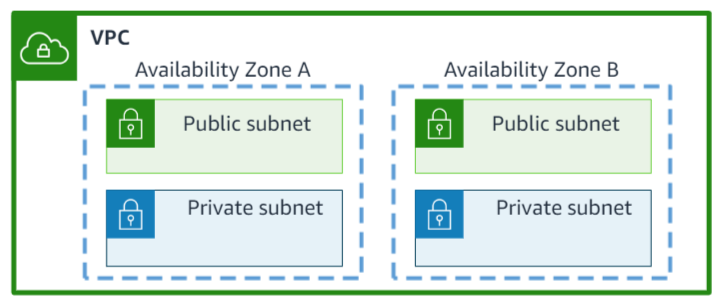 VPC
Availability Zone A
Availability Zone B
Public subnet
Public subnet
Private subnet
Private subnet